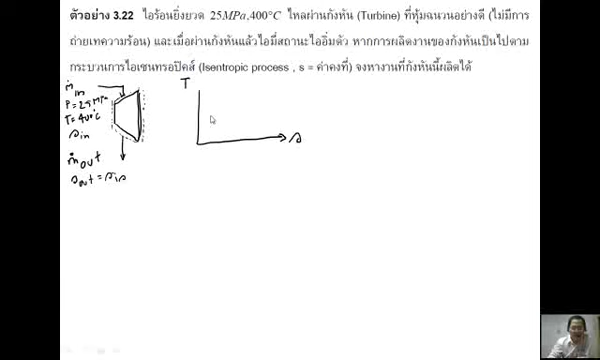 ตัวอย่าง 3.22 ไอร้อนยิ่งยวด 25MPa,400°C ไหลผ่านกังหัน (Turbine) ที่หุ้มฉนวนอย่างดี (ไม่มีการ
ถ่ายเทความร้อน) และเมื่อผ่านกังหันแล้วไอมีสถานะไออิ่มตัว หากการผลิตงานของกังหันเป็นไปตาม
กระบวนการไอเซนทรอปิคส์ (Isentropic process , s = ค่าคงที่) จงหางานที่กังหันนี้ผลิตได้
ṁin
P = 25 MPa
T = 400°C
sin
ṁout
sout = sin
T
s